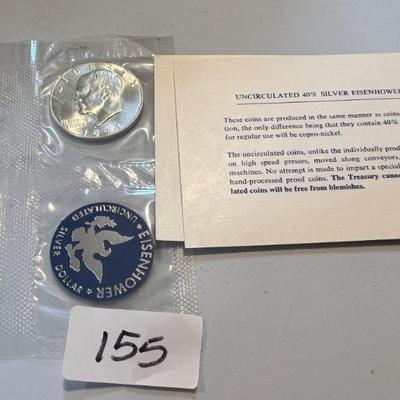 LIBERTY
UNCIRCULATED 40% SILVER EISENHOWER
These coins are produced in the same manner as coins
tion, the only difference being that they contain 40%
for regular use will be cupro-nickel.
The uncirculated coins, unlike the individually produ
on high speed presses, moved along conveyors,
machines. No attempt is made to impart a special
hand-processed proof coins. The Treasury canno
lated coins will be free from blemishes.
EISENHOWER
UNCIRCULATED
SILVER DOLLAR
155